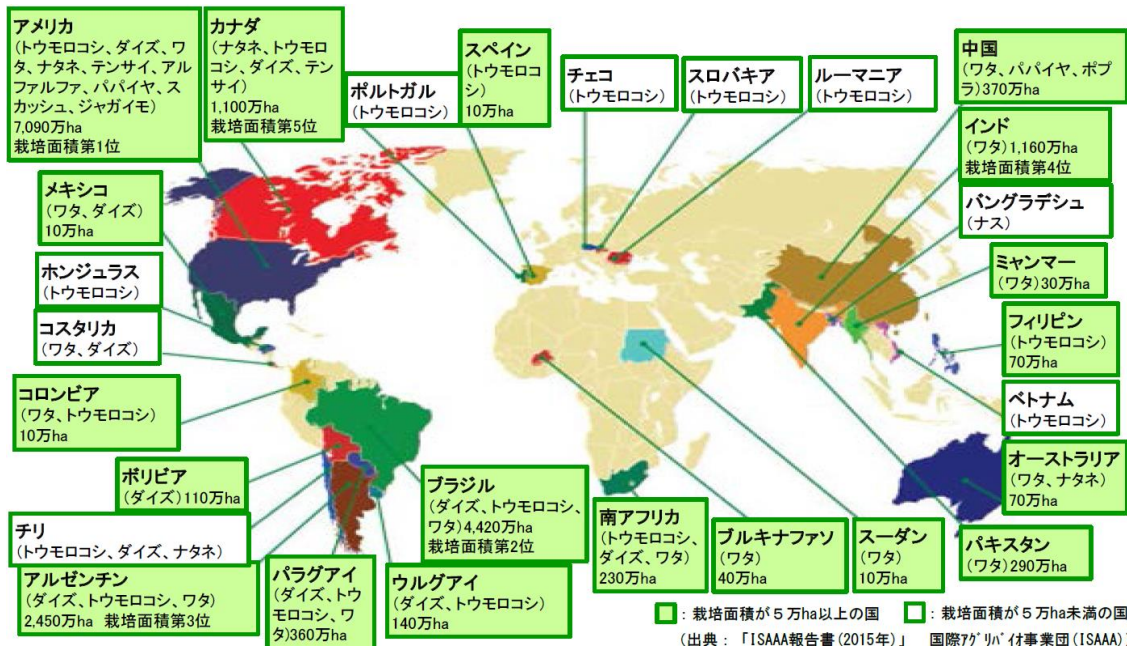 アメリカ
(トウモロコシ、ダイズ、ワ
タ、ナタネ、テンサイ、アル
ファルファ、パパイヤ、ス
カッシュ、ジャガイモ)
7,090万ha
栽培面積第1位
カナダ
(ナタネ、トウモロ
コシ、ダイズ、テン
サイ)
1,100万ha
栽培面積第5位
ポルトガル
(トウモロコシ)
スペイン
(トウモロコ
シ)
10万ha
チェコ
(トウモロコシ)
スロバキア
(トウモロコシ)
ルーマニア
(トウモロコシ)
中国
(ワタ、パパイヤ、ポプ
ラ)370万ha
インド
(ワタ)1,160万ha
栽培面積第4位
バングラデシュ
(ナス)
メキシコ
(ワタ、ダイズ)
10万ha
ミャンマー
(ワタ)30万ha
ホンジュラス
(トウモロコシ)
フィリピン
(トウモロコシ)
70万ha
コスタリカ
(ワタ、ダイズ)
コロンビア
(ワタ、トウモロコシ)
10万ha
ベトナム
(トウモロコシ)
オーストラリア
(ワタ、ナタネ)
70万ha
ボリビア
(ダイズ)110万ha
ブラジル
(ダイズ、トウモロコシ、
ワタ)4,420万ha
栽培面積第2位
チリ
(トウモロコシ、ダイズ、ナタネ)
南アフリカ
(トウモロコシ、
ダイズ、ワタ)
230万ha
ブルキナファソ
(ワタ)
40万ha
スーダン
(ワタ)
10万ha
パキスタン
(ワタ)290万ha
アルゼンチン
(ダイズ、トウモロコシ、ワタ)
2,450万ha 栽培面積第3位
パラグアイ
(ダイズ、トウ
モロコシ、ワ
タ)360万ha
ウルグアイ
(ダイズ、トウモロコシ)
140万ha
:栽培面積が5万ha以上の国 :栽培面積が5万ha未満の国
(出典:「ISAAA報告書(2015年)」 国際アグリバイオ事業団(ISAAA))